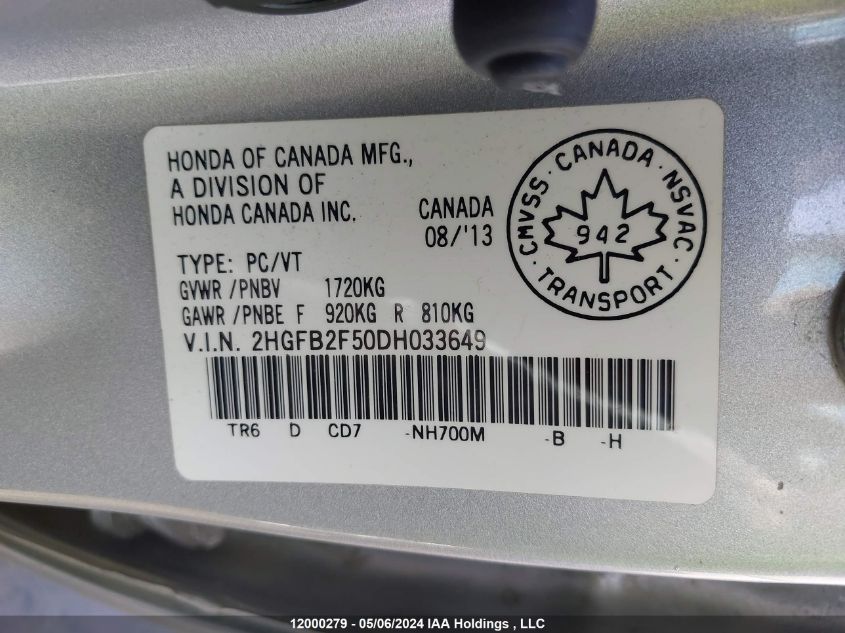 HONDA OF CANADA MFG.,
A DIVISION OF
HONDA CANADA INC. CANADA
08/'13
CMVSS · CANADA · NSVAC · TRANSPORT ·
942
TYPE: PC/VT
GVWR /PNBV 1720KG
GAWR /PNBE F 920KG R 810KG
V.I.N. 2HGFB2F50DH033649
TR6 D CD7 -NH700M -B -H
12000279 - 05/06/2024 IAA Holdings , LLC